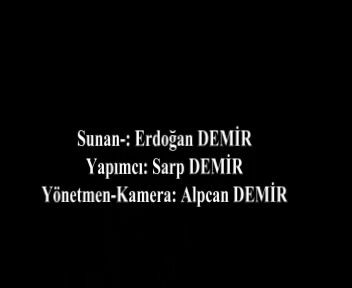 Sunan-: Erdoğan DEMİR
Yapımcı: Sarp DEMİR
Yönetmen-Kamera: Alpcan DEMİR